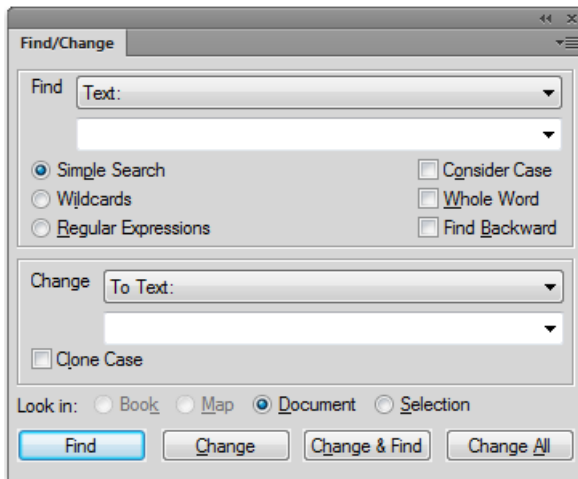 Find/Change
Find Text:
Simple Search Consider Case
Wildcards Whole Word
Regular Expressions Find Backward
Change To Text:
Clone Case
Look in: Book Map Document Selection
Find Change Change & Find Change All